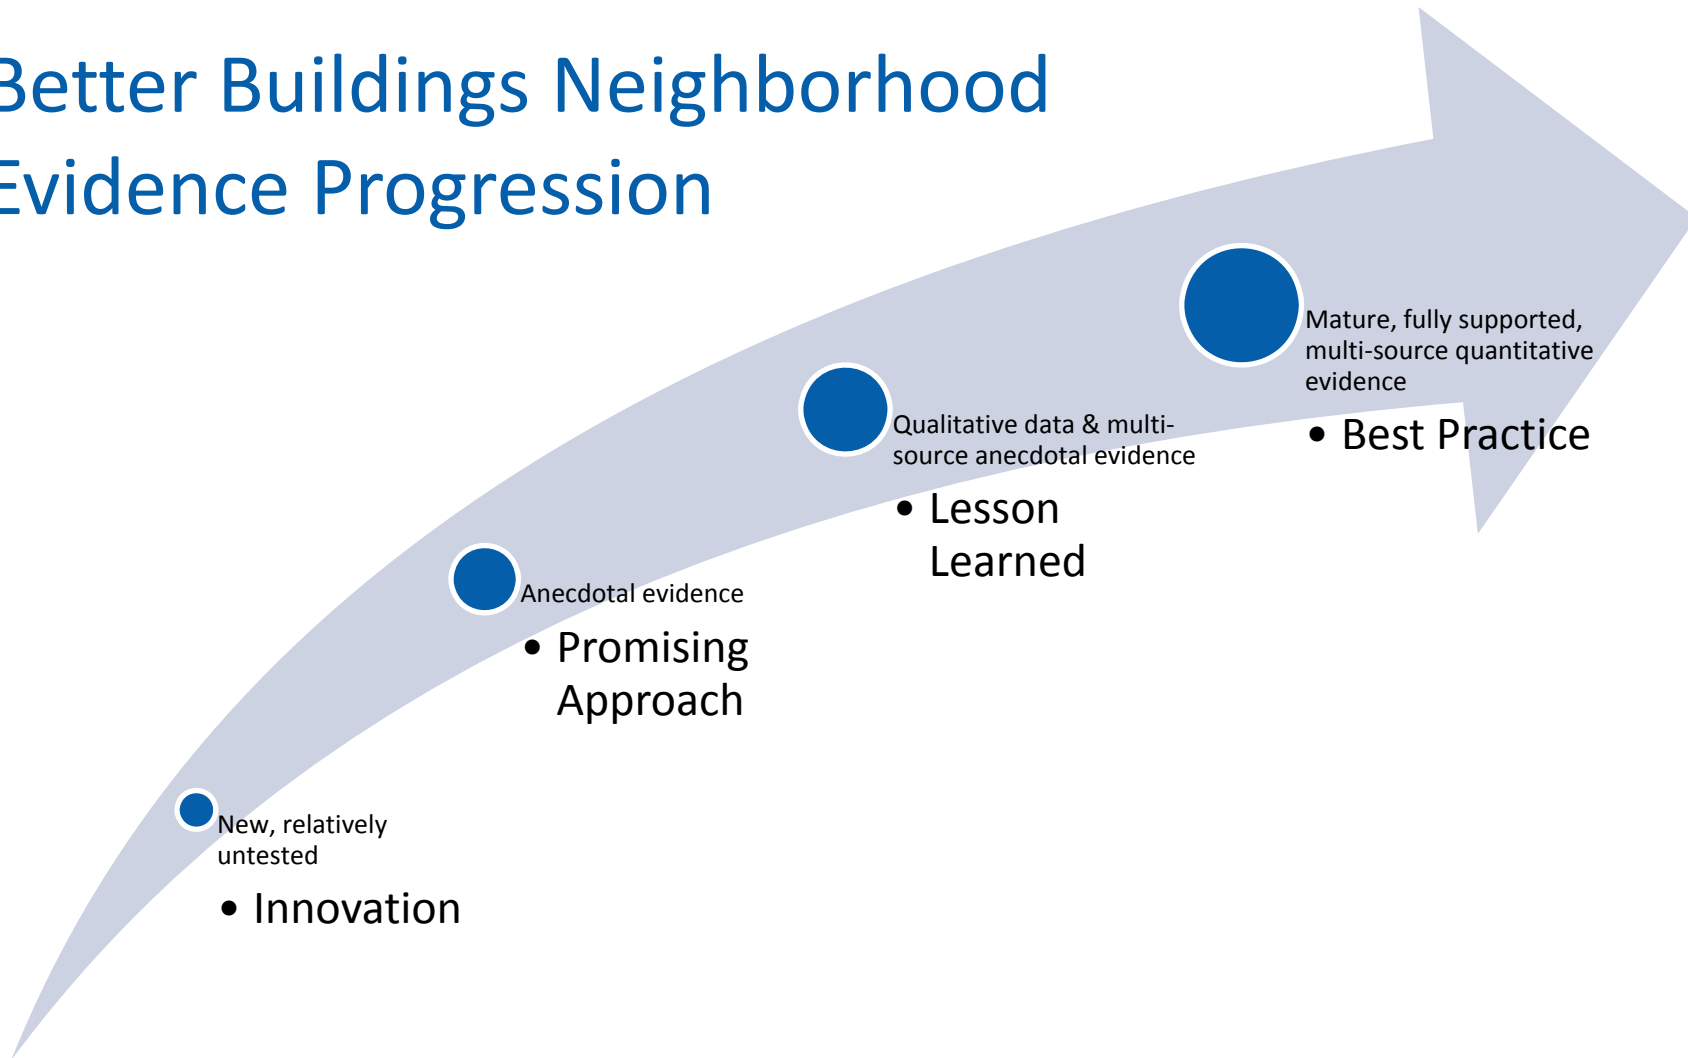 Better Buildings Neighborhood
Evidence Progression
Mature, fully supported,
multi-source quantitative
evidence
• Best Practice
Qualitative data & multi-
source anecdotal evidence
• Lesson
Learned
Anecdotal evidence
• Promising
Approach
New, relatively
untested
• Innovation